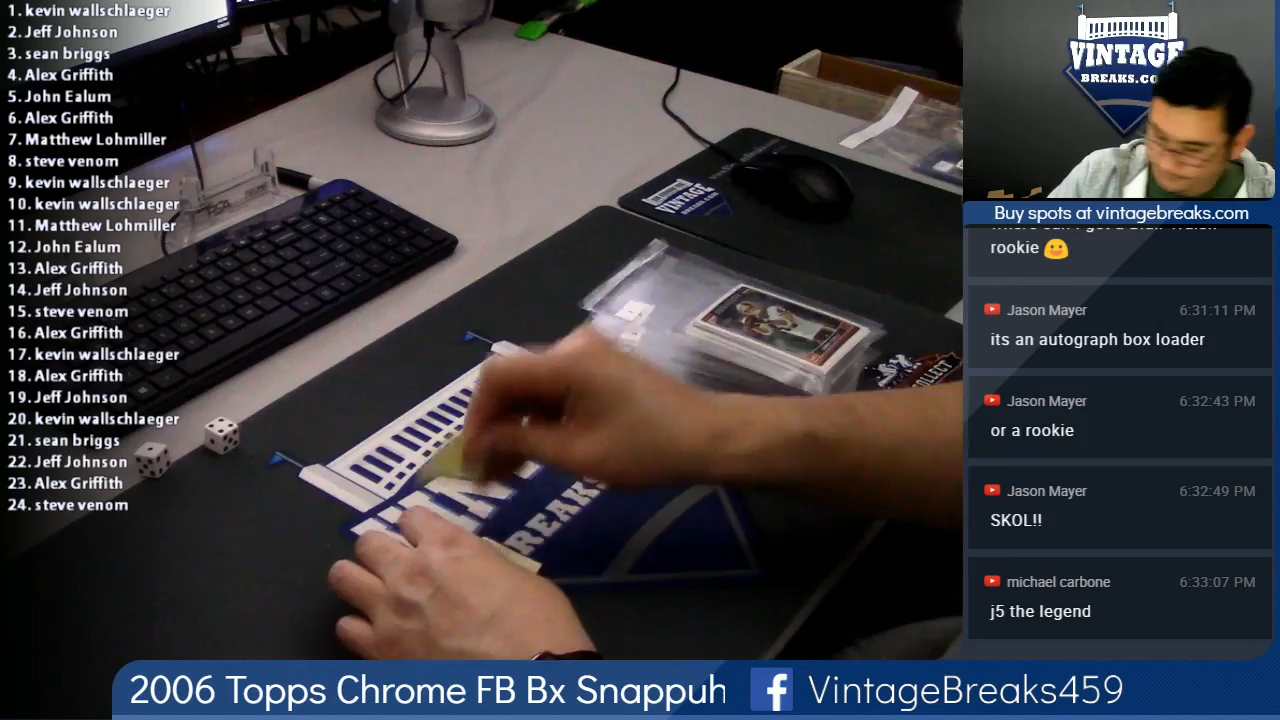 1. kevin wallschlaeger
2. Jeff Johnson
3. sean briggs
4. Alex Griffith
5. John Ealum
6. Alex Griffith
7. Matthew Lohmiller
8. steve venom
9. kevin wallschlaeger
10. kevin wallschlaeger
11. Matthew Lohmiller
12. John Ealum
13. Alex Griffith
14. Jeff Johnson
15. steve venom
16. Alex Griffith
17. kevin wallschlaeger
18. Alex Griffith
19. Jeff Johnson
20. kevin wallschlaeger
21. sean briggs
22. Jeff Johnson
23. Alex Griffith
24. steve venom
PSA
VINTAGE
BREAKS
COLLECT
VINTAGE
BREAKS.CO
Buy spots at vintagebreaks.com
rookie 😀
Jason Mayer 6:31:11 PM
its an autograph box loader
Jason Mayer 6:32:43 PM
or a rookie
Jason Mayer 6:32:49 PM
SKOL!!
michael carbone 6:33:07 PM
j5 the legend
2006 Topps Chrome FB Bx Snappuh
VintageBreaks459